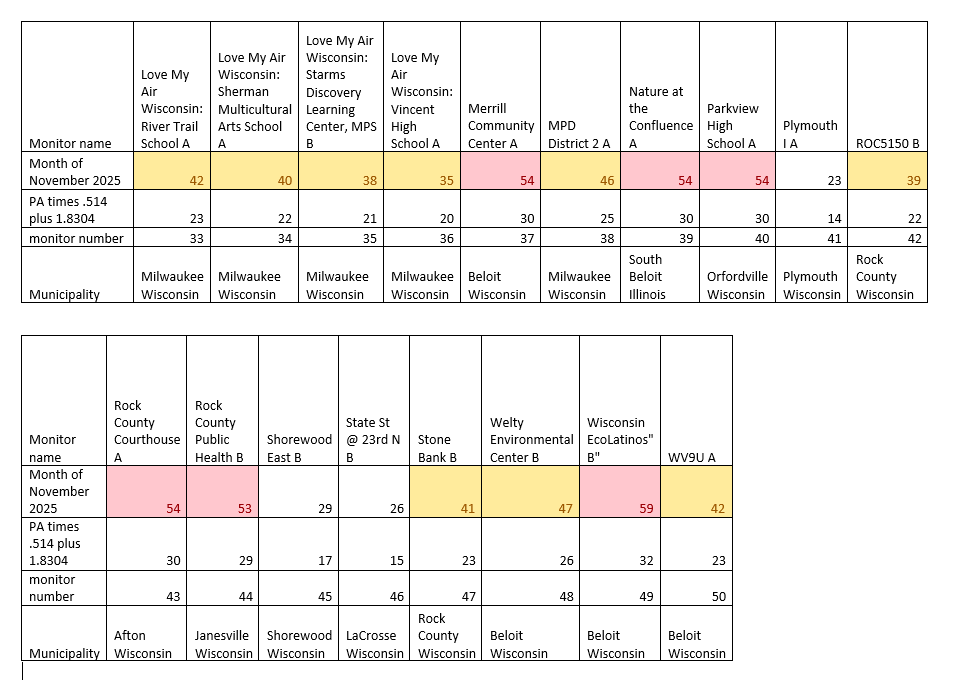 Monitor name | Love My Air Wisconsin: River Trail School A | Love My Air Wisconsin: Sherman Multicultural Arts School A | Love My Air Wisconsin: Starms Discovery Learning Center, MPS B | Love My Air Wisconsin: Vincent High School A | Merrill Community Center A | MPD District 2 A | Nature at the Confluence A | Parkview High School A | Plymouth I A | ROC5150 B
Month of November 2025 | 42 | 40 | 38 | 35 | 54 | 46 | 54 | 54 | 23 | 39
PA times .514 plus 1.8304 | 23 | 22 | 21 | 20 | 30 | 25 | 30 | 30 | 14 | 22
monitor number | 33 | 34 | 35 | 36 | 37 | 38 | 39 | 40 | 41 | 42
Municipality | Milwaukee Wisconsin | Milwaukee Wisconsin | Milwaukee Wisconsin | Milwaukee Wisconsin | Beloit Wisconsin | Milwaukee Wisconsin | South Beloit Illinois | Orfordville Wisconsin | Plymouth Wisconsin | Rock County Wisconsin
Monitor name | Rock County Courthouse A | Rock County Public Health B | Shorewood East B | State St @ 23rd N B | Stone Bank B | Welty Environmental Center B | Wisconsin EcoLatinos" B" | WV9U A
Month of November 2025 | 54 | 53 | 29 | 26 | 41 | 47 | 59 | 42
PA times .514 plus 1.8304 | 30 | 29 | 17 | 15 | 23 | 26 | 32 | 23
monitor number | 43 | 44 | 45 | 46 | 47 | 48 | 49 | 50
Municipality | Afton Wisconsin | Janesville Wisconsin | Shorewood Wisconsin | LaCrosse Wisconsin | Rock County Wisconsin | Beloit Wisconsin | Beloit Wisconsin | Beloit Wisconsin